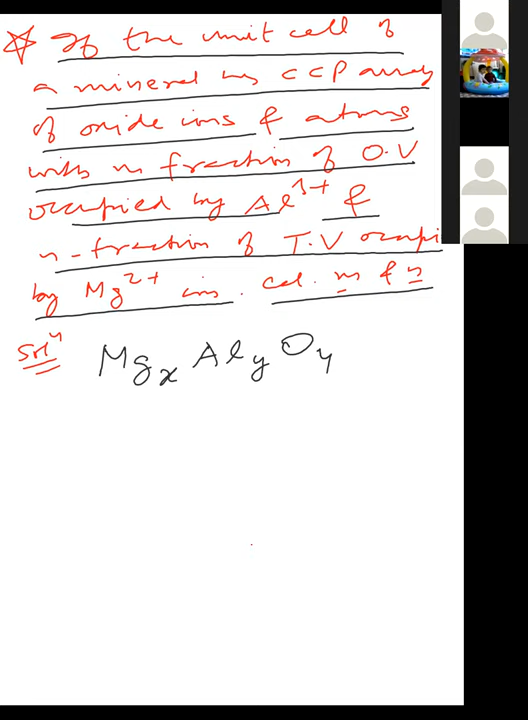 ☆ If the unit cell of
a mineral has CCP array
of oxide ions & atoms
with m fraction of O.V
occupied by Al³⁺ &
n-fraction of T.V occupi
by Mg²⁺ ions. Cal. m & n
Solⁿ MgₓAlᵧO₄